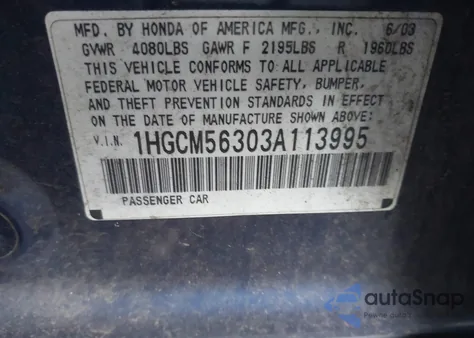 MFD. BY HONDA OF AMERICA MFG., INC. 6/03
GVWR 4080LBS GAWR F 2195LBS R 1960LBS
THIS VEHICLE CONFORMS TO ALL APPLICABLE
FEDERAL MOTOR VEHICLE SAFETY, BUMPER,
AND THEFT PREVENTION STANDARDS IN EFFECT
ON THE DATE OF MANUFACTURE SHOWN ABOVE:
V.I.N. 1HGCM56303A113995
PASSENGER CAR
autoSnap
Powered by